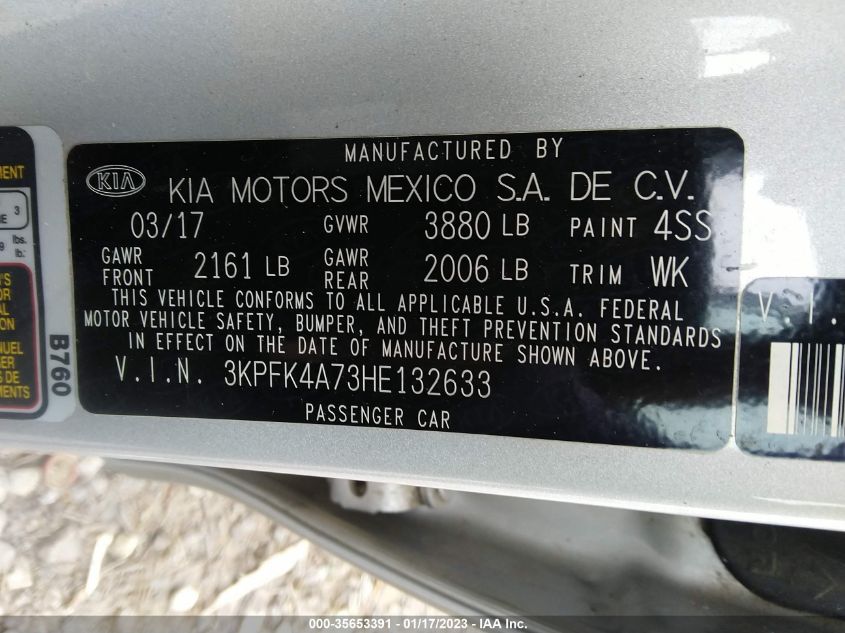 MANUFACTURED BY
KIA KIA MOTORS MEXICO S.A. DE C.V.
03/17 GVWR 3880 LB PAINT 4SS
GAWR FRONT 2161 LB GAWR REAR 2006 LB TRIM WK
THIS VEHICLE CONFORMS TO ALL APPLICABLE U.S.A. FEDERAL
MOTOR VEHICLE SAFETY, BUMPER, AND THEFT PREVENTION STANDARDS
IN EFFECT ON THE DATE OF MANUFACTURE SHOWN ABOVE.
V.I.N. 3KPFK4A73HE132633
PASSENGER CAR
B760
3
lbs.
lb.
V I.
000-35653391 - 01/17/2023 - IAA Inc.